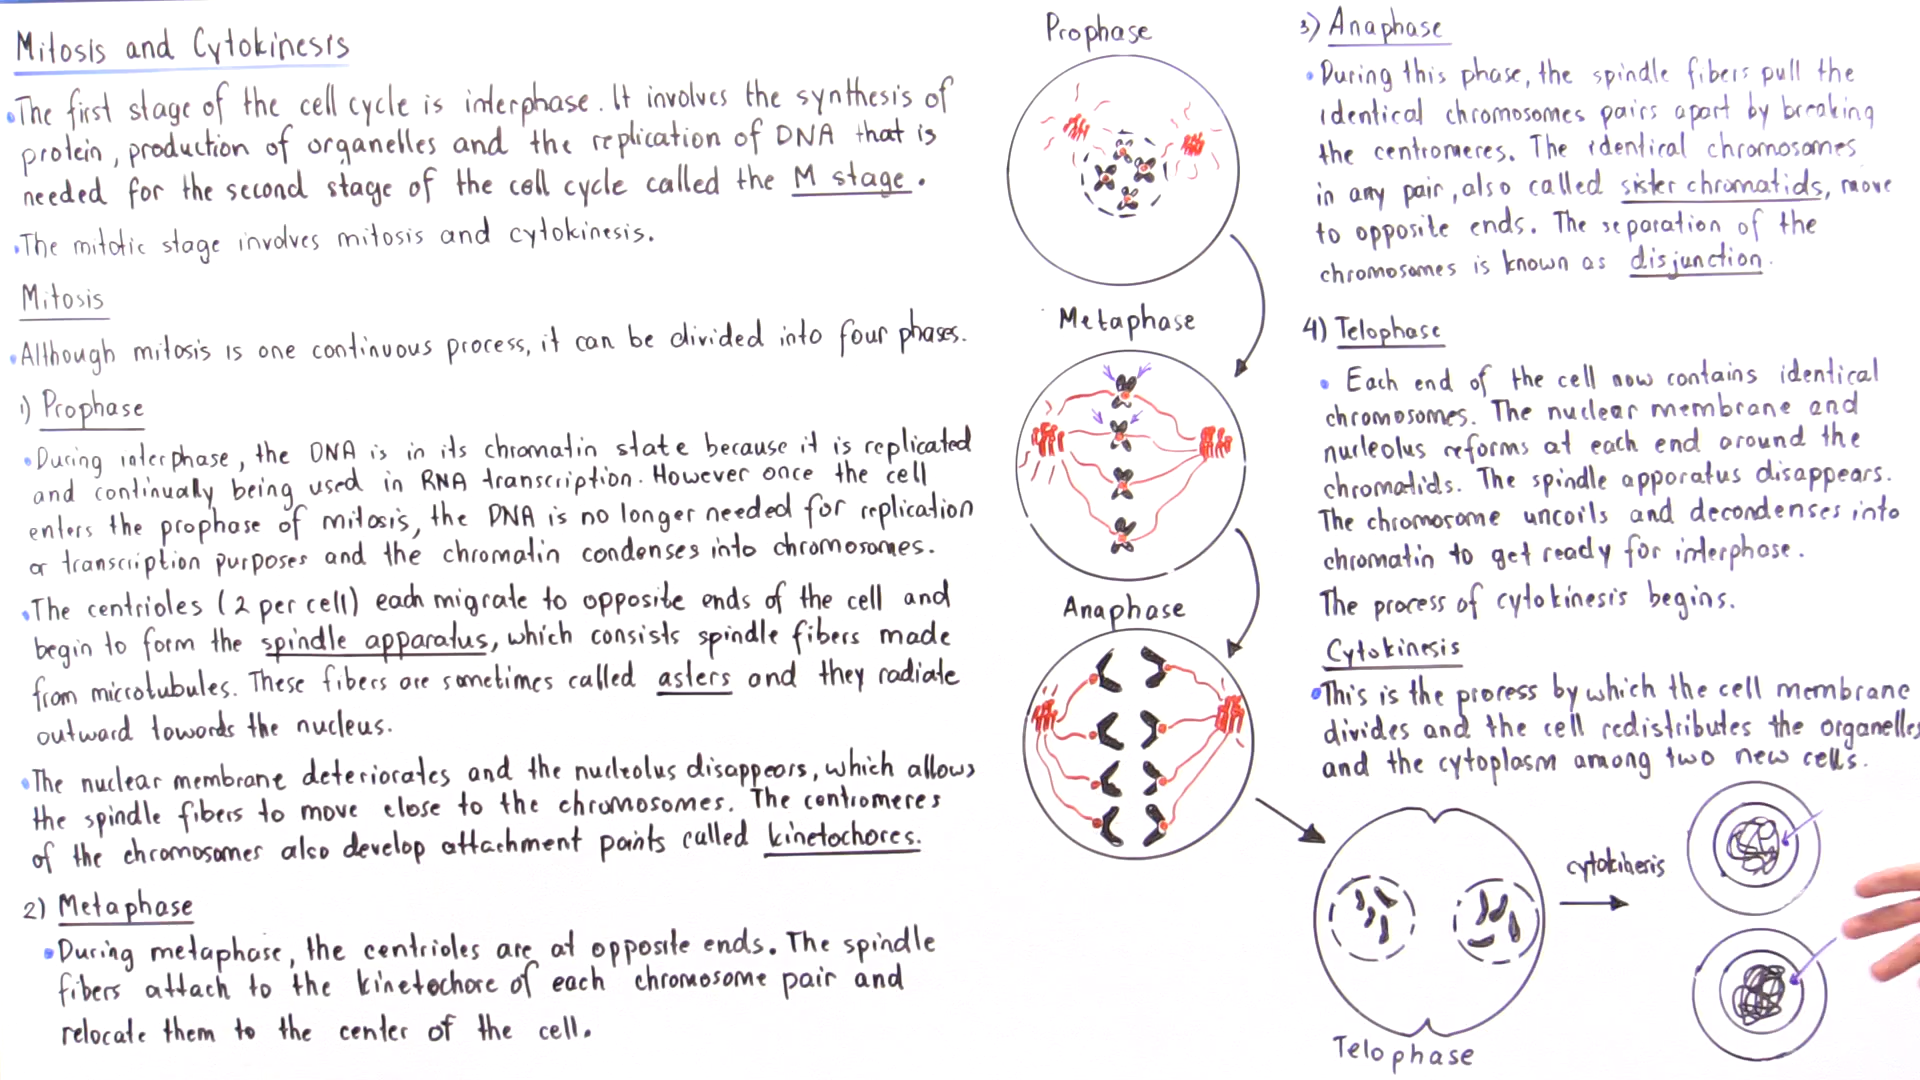 Mitosis and Cytokinesis
•The first stage of the cell cycle is interphase. It involves the synthesis of
protein, production of organelles and the replication of DNA that is
needed for the second stage of the cell cycle called the M stage.
•The mitotic stage involves mitosis and cytokinesis.
Mitosis
•Although mitosis is one continuous process, it can be divided into four phases.
1) Prophase
•During interphase, the DNA is in its chromatin state because it is replicated
and continually being used in RNA transcription. However once the cell
enters the prophase of mitosis, the DNA is no longer needed for replication
or transcription purposes and the chromatin condenses into chromosomes.
•The centrioles (2 per cell) each migrate to opposite ends of the cell and
begin to form the spindle apparatus, which consists spindle fibers made
from microtubules. These fibers are sometimes called asters and they radiate
outward towards the nucleus.
•The nuclear membrane deteriorates and the nucleolus disappears, which allows
the spindle fibers to move close to the chromosomes. The centromeres
of the chromosomes also develop attachment points called kinetochores.
2) Metaphase
•During metaphase, the centrioles are at opposite ends. The spindle
fibers attach to the kinetochore of each chromosome pair and
relocate them to the center of the cell.
Prophase
Metaphase
Anaphase
3) Anaphase
•During this phase, the spindle fibers pull the
identical chromosomes pairs apart by breaking
the centromeres. The identical chromosomes
in any pair, also called sister chromatids, move
to opposite ends. The separation of the
chromosomes is known as disjunction.
4) Telophase
• Each end of the cell now contains identical
chromosomes. The nuclear membrane and
nucleolus reforms at each end around the
chromatids. The spindle apparatus disappears.
The chromosome uncoils and decondenses into
chromatin to get ready for interphase.
The process of cytokinesis begins.
Cytokinesis
•This is the process by which the cell membrane
divides and the cell redistributes the organelles
and the cytoplasm among two new cells.
cytokinesis
Telophase